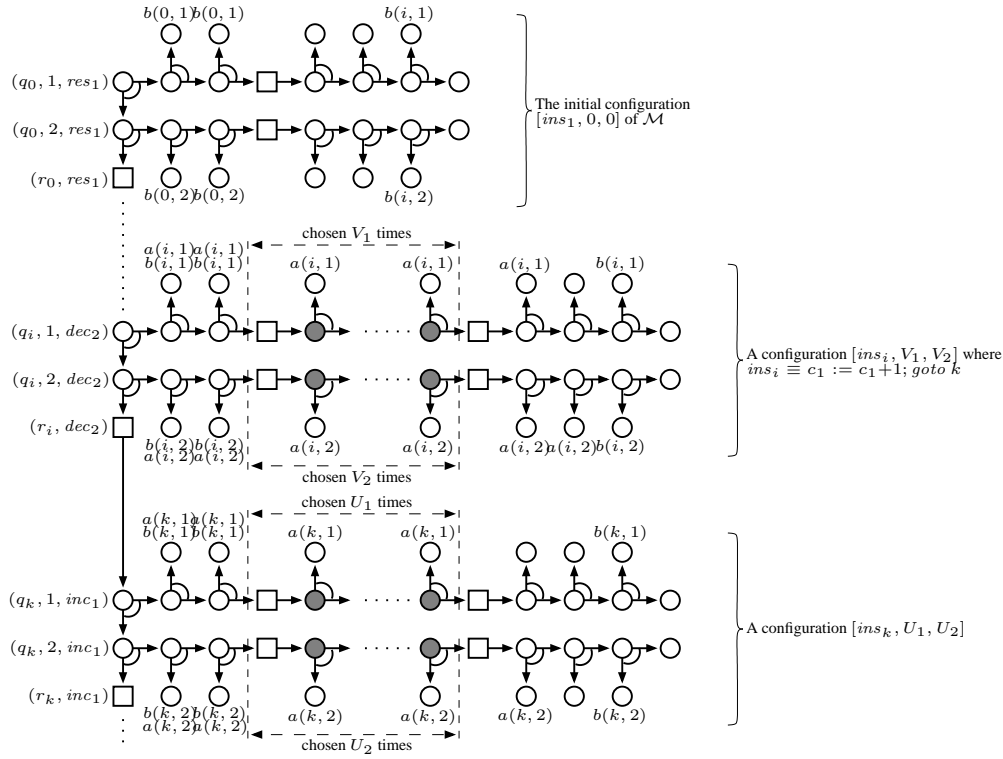 b(0, 1) b(0, 1) b(i, 1)
(q0, 1, res1)
The initial configuration
[ins1, 0, 0] of M
(q0, 2, res1)
(r0, res1)
b(0, 2) b(0, 2) b(i, 2)
chosen V1 times
a(i, 1) a(i, 1)
b(i, 1) b(i, 1) a(i, 1) a(i, 1) a(i, 1) b(i, 1)
(qi, 1, dec2)
A configuration [insi, V1, V2] where
insi ≡ c1 := c1+1; goto k
(qi, 2, dec2)
(ri, dec2)
b(i, 2) b(i, 2) a(i, 2) a(i, 2) a(i, 2) a(i, 2) b(i, 2)
a(i, 2) a(i, 2)
chosen V2 times
chosen U1 times
a(k, 1) a(k, 1)
b(k, 1) b(k, 1) a(k, 1) a(k, 1) b(k, 1)
(qk, 1, inc1)
A configuration [insk, U1, U2]
(qk, 2, inc1)
(rk, inc1)
b(k, 2) b(k, 2) a(k, 2) a(k, 2) a(k, 2) b(k, 2)
a(k, 2) a(k, 2)
chosen U2 times